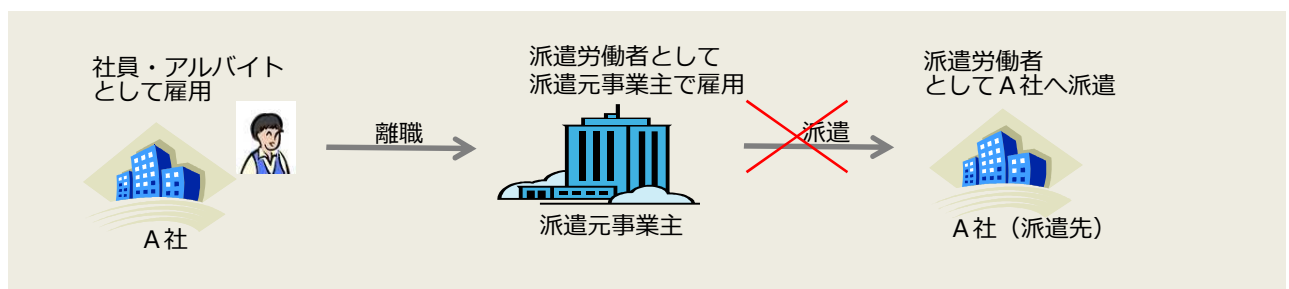 社員・アルバイト
として雇用
A社
離職
派遣労働者として
派遣元事業主で雇用
派遣元事業主
派遣
派遣労働者
としてA社へ派遣
A社（派遣先）